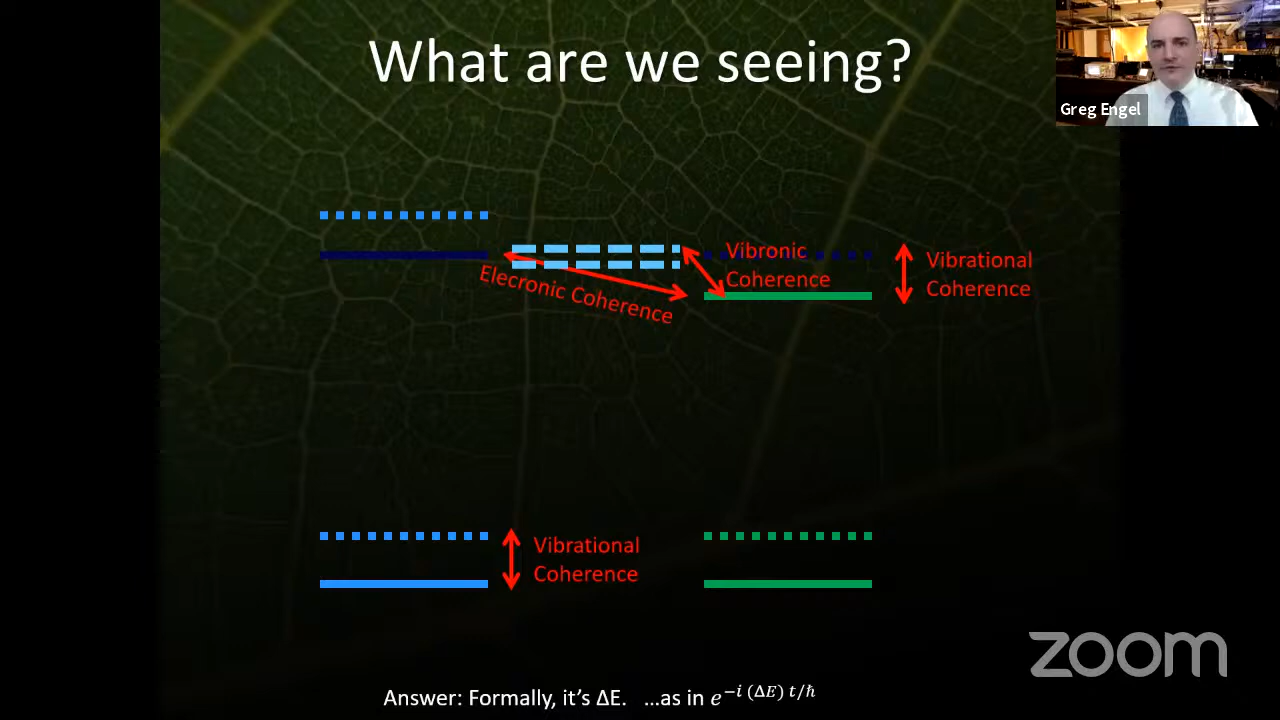 What are we seeing?
Greg Engel
Vibronic
Coherence
Vibrational
Coherence
Elecronic Coherence
Vibrational
Coherence
zoom
Answer: Formally, it's ΔE. ...as in e^{−i (ΔE) t/ħ}